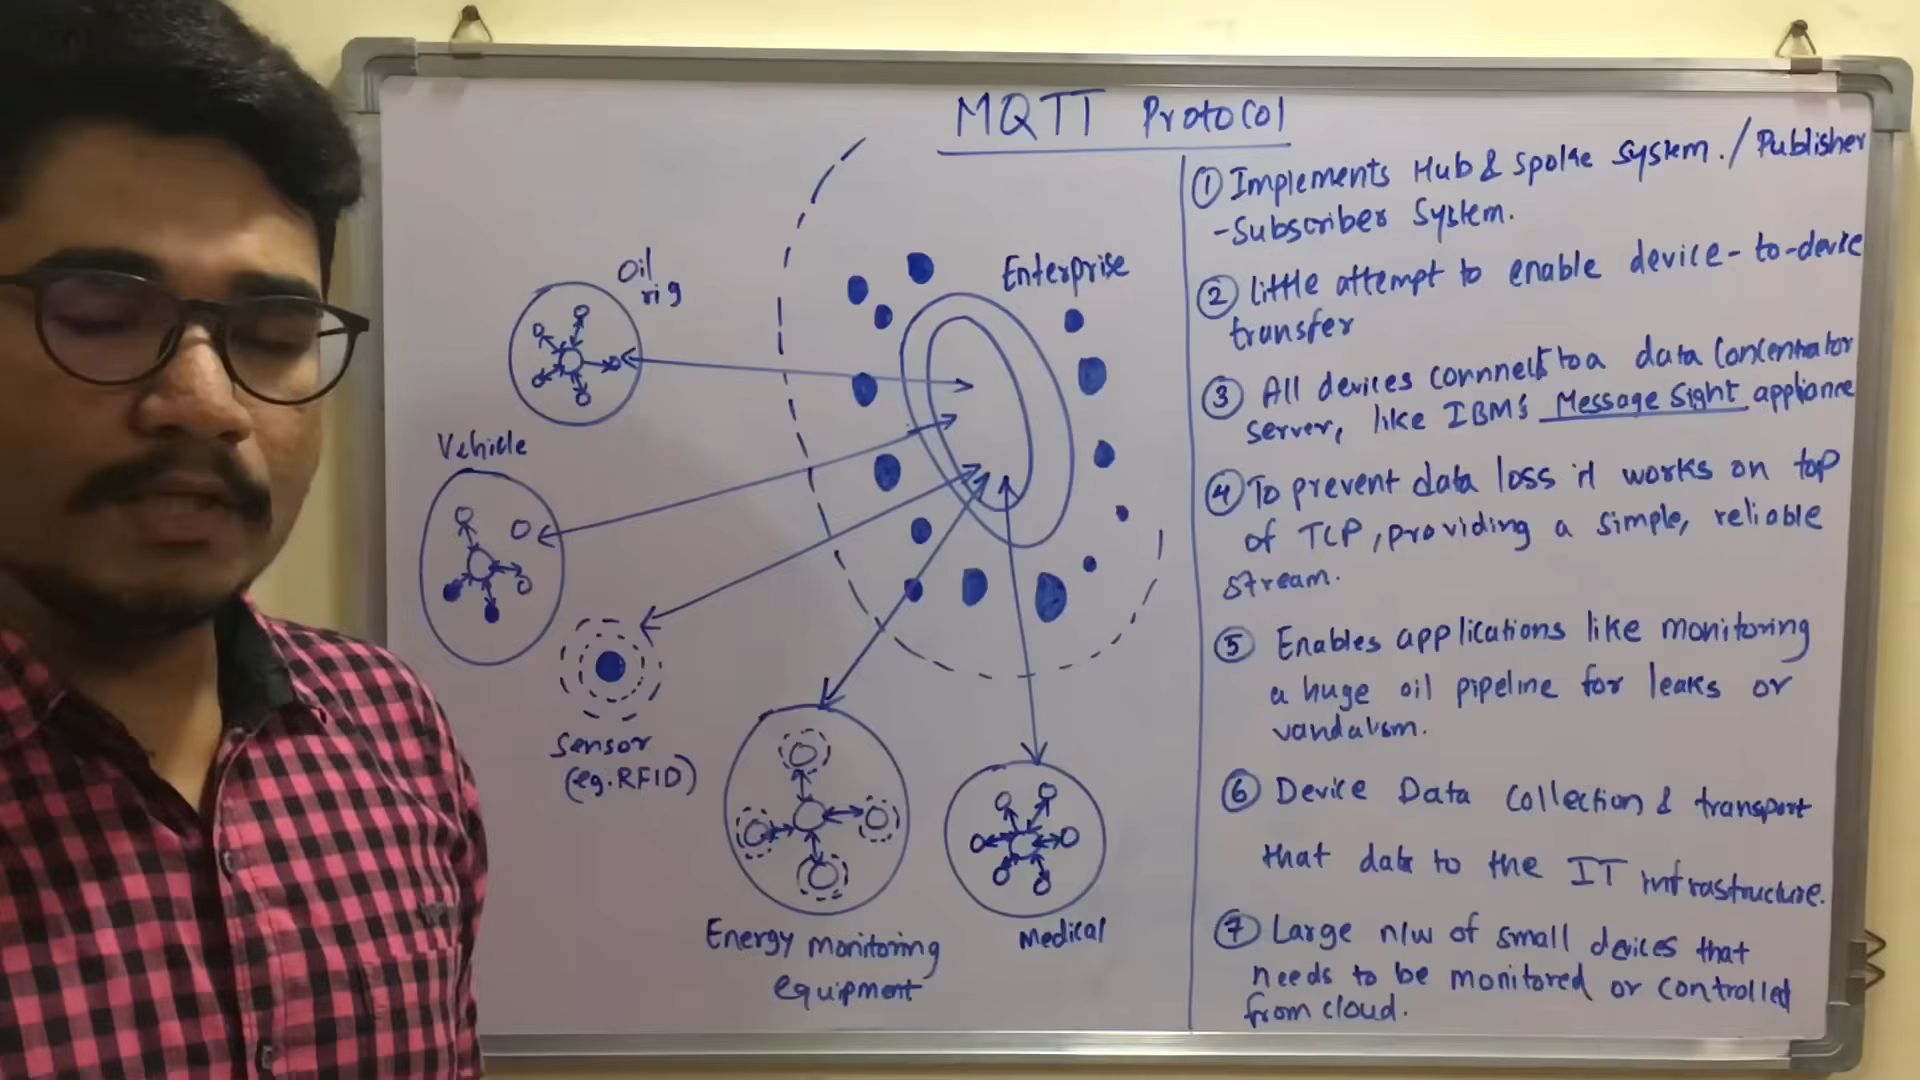 MQTT Protocol
Oil
rig
Enterprise
Vehicle
Sensor
(eg.RFID)
Energy monitoring
equipment
Medical
① Implements Hub & spoke system. / Publisher
-Subscriber System.
② little attempt to enable device-to-device
transfer
③ All devices connnects to a data Concentrator
server, like IBM's Message Sight appliance
④ To prevent data loss it works on top
of TCP, providing a simple, reliable
stream.
⑤ Enables applications like monitoring
a huge oil pipeline for leaks or
vandalism.
⑥ Device Data Collection & transport
that data to the IT infrastructure.
⑦ Large n/w of small devices that
needs to be monitored or controlled
from cloud.